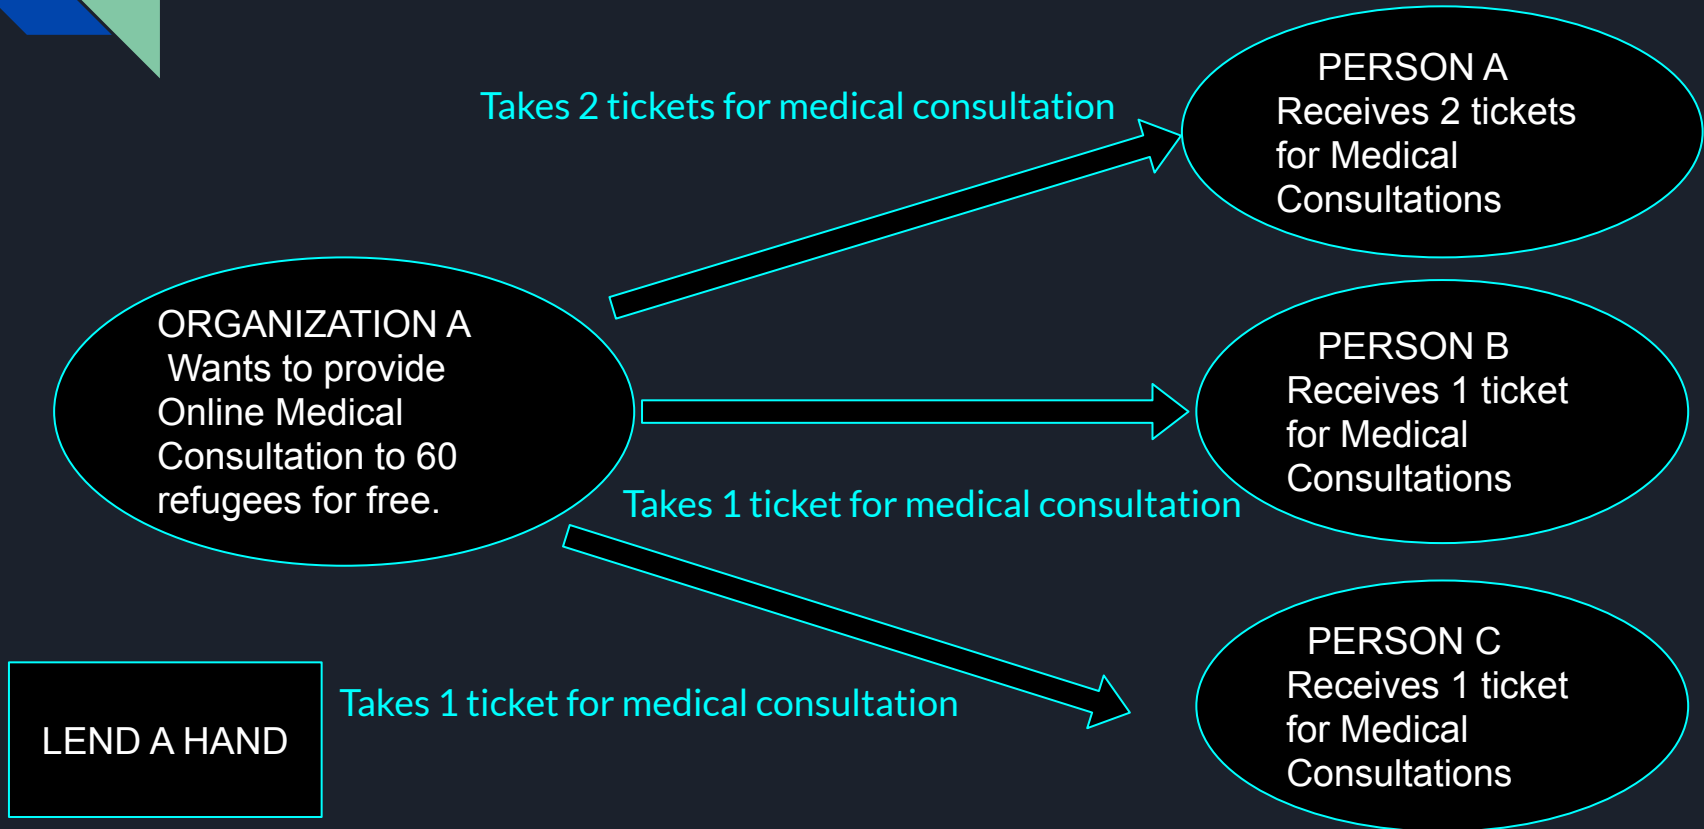 Takes 2 tickets for medical consultation
PERSON A
Receives 2 tickets
for Medical
Consultations
ORGANIZATION A
Wants to provide
Online Medical
Consultation to 60
refugees for free.
PERSON B
Receives 1 ticket
for Medical
Consultations
Takes 1 ticket for medical consultation
PERSON C
Receives 1 ticket
for Medical
Consultations
Takes 1 ticket for medical consultation
LEND A HAND